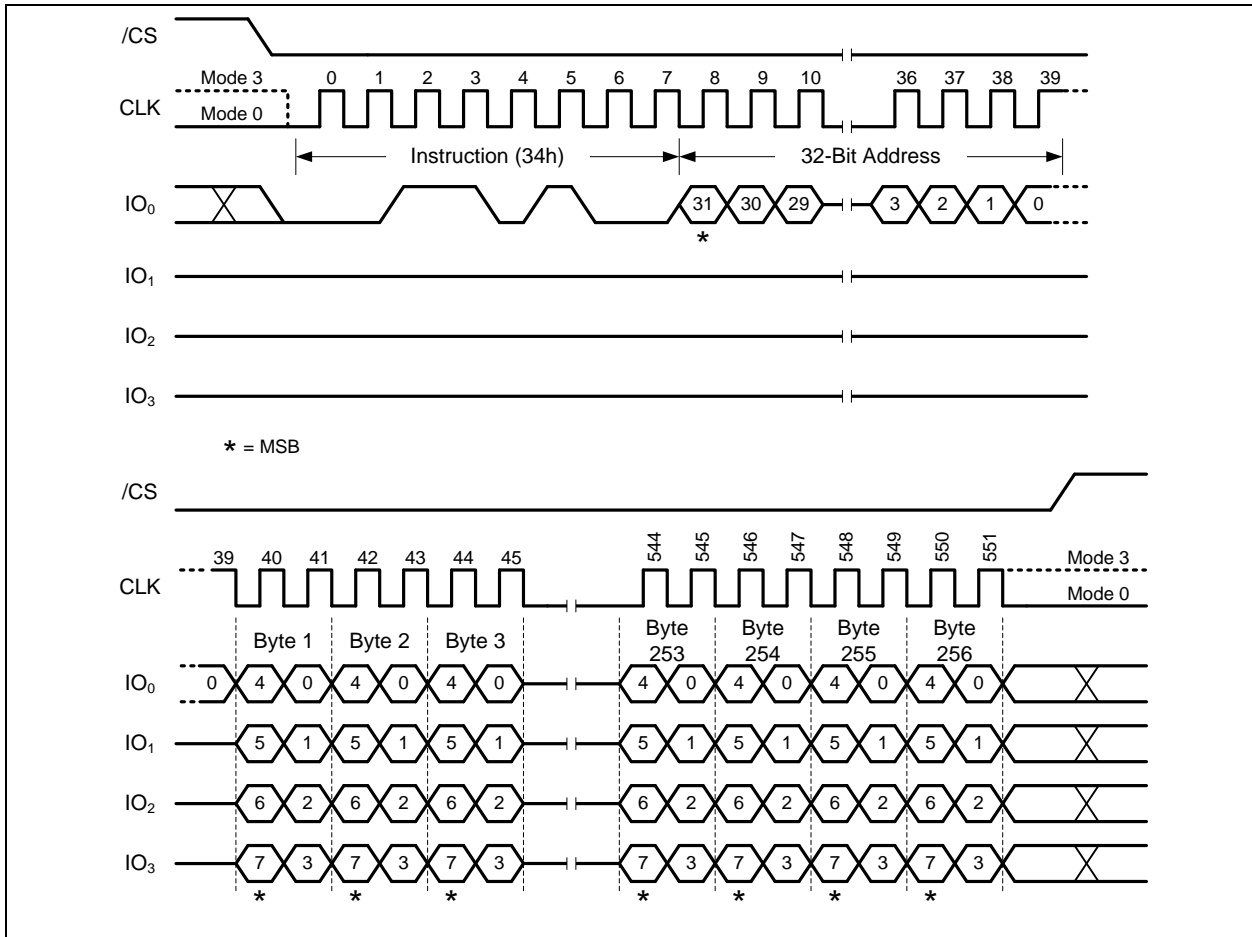 /CS
Mode 3 0 1 2 3 4 5 6 7 8 9 10 36 37 38 39
CLK
Mode 0
Instruction (34h) 32-Bit Address
IO₀ 31 30 29 3 2 1 0
*
IO₁
IO₂
IO₃
* = MSB
/CS
39 40 41 42 43 44 45 544 545 546 547 548 549 550 551 Mode 3
CLK
Mode 0
Byte 1 Byte 2 Byte 3 Byte 253 Byte 254 Byte 255 Byte 256
IO₀ 0 4 0 4 0 4 0 4 0 4 0 4 0 4 0
IO₁ 5 1 5 1 5 1 5 1 5 1 5 1 5 1
IO₂ 6 2 6 2 6 2 6 2 6 2 6 2 6 2
IO₃ 7 3 7 3 7 3 7 3 7 3 7 3 7 3
* * * * * * *